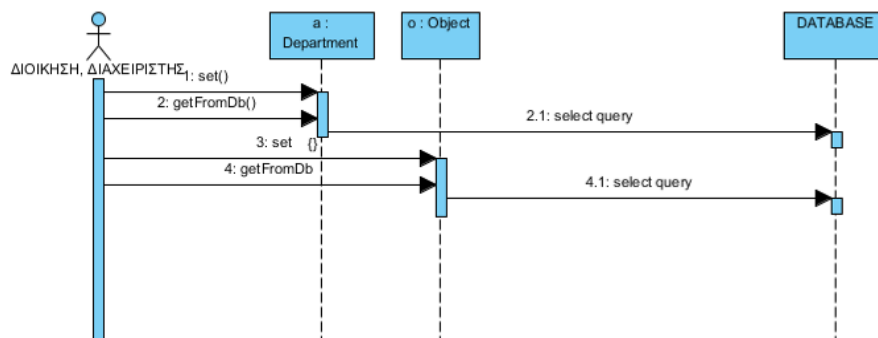 a :
Department
o : Object
DATABASE
ΔΙΟΙΚΗΣΗ, ΔΙΑΧΕΙΡΙΣΤΗΣ
1: set()
2: getFromDb()
2.1: select query
3: set {}
4: getFromDb
4.1: select query